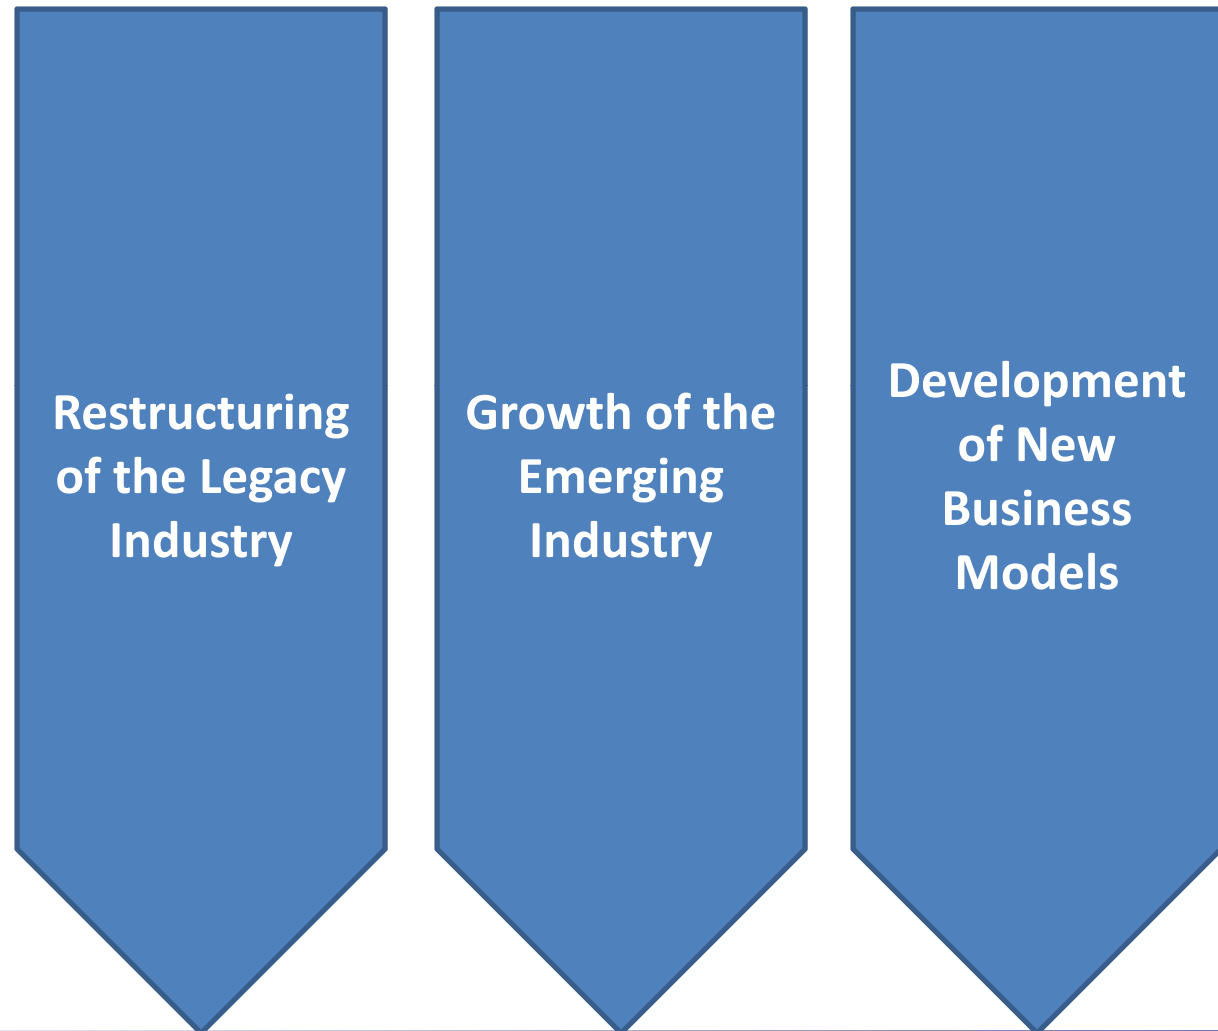 Restructuring
of the Legacy
Industry
Growth of the
Emerging
Industry
Development
of New
Business
Models